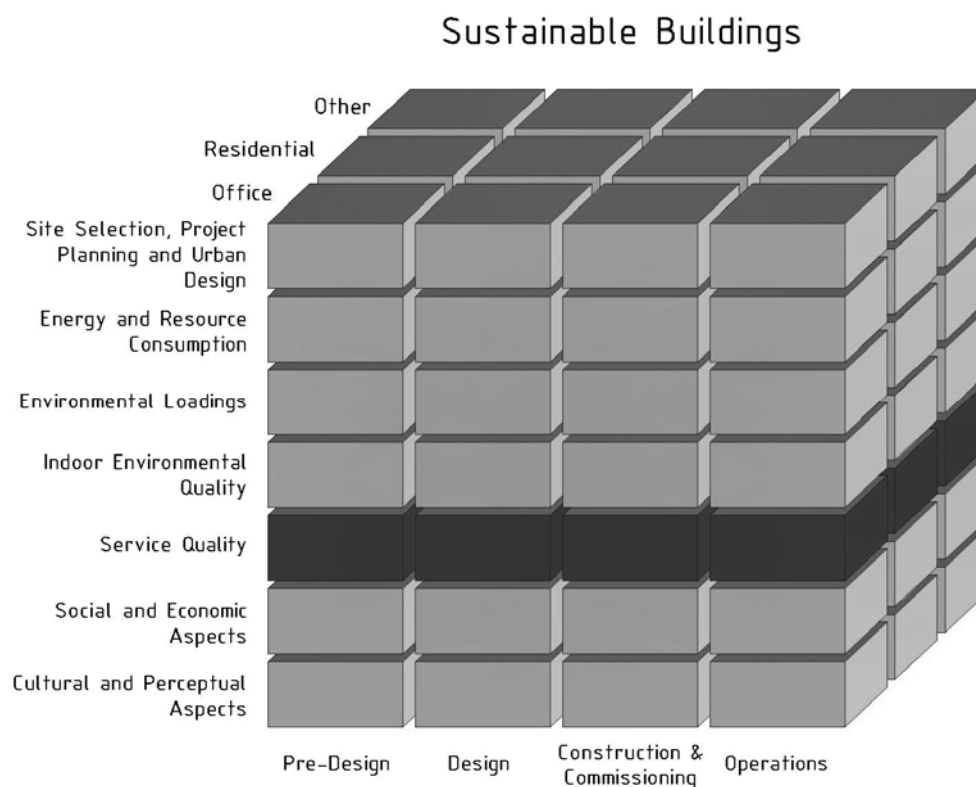 Sustainable Buildings
Other
Residential
Office
Site Selection, Project
Planning and Urban
Design
Energy and Resource
Consumption
Environmental Loadings
Indoor Environmental
Quality
Service Quality
Social and Economic
Aspects
Cultural and Perceptual
Aspects
Pre-Design
Design
Construction &
Commissioning
Operations